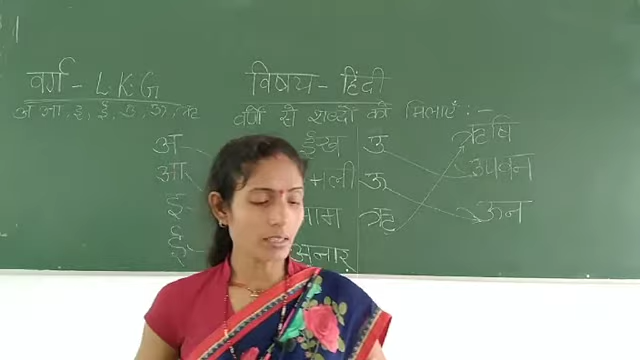 वर्ग - L.K.G
विषय - हिंदी
अ आ, इ, ई, उ, ऊ, ऋ
वर्णों से शब्दों को मिलाएँ :-
अ ईख
आ मली
इ आम
ई अनार
उ ऋषि
ऊ उपवन
ऋ ऊन